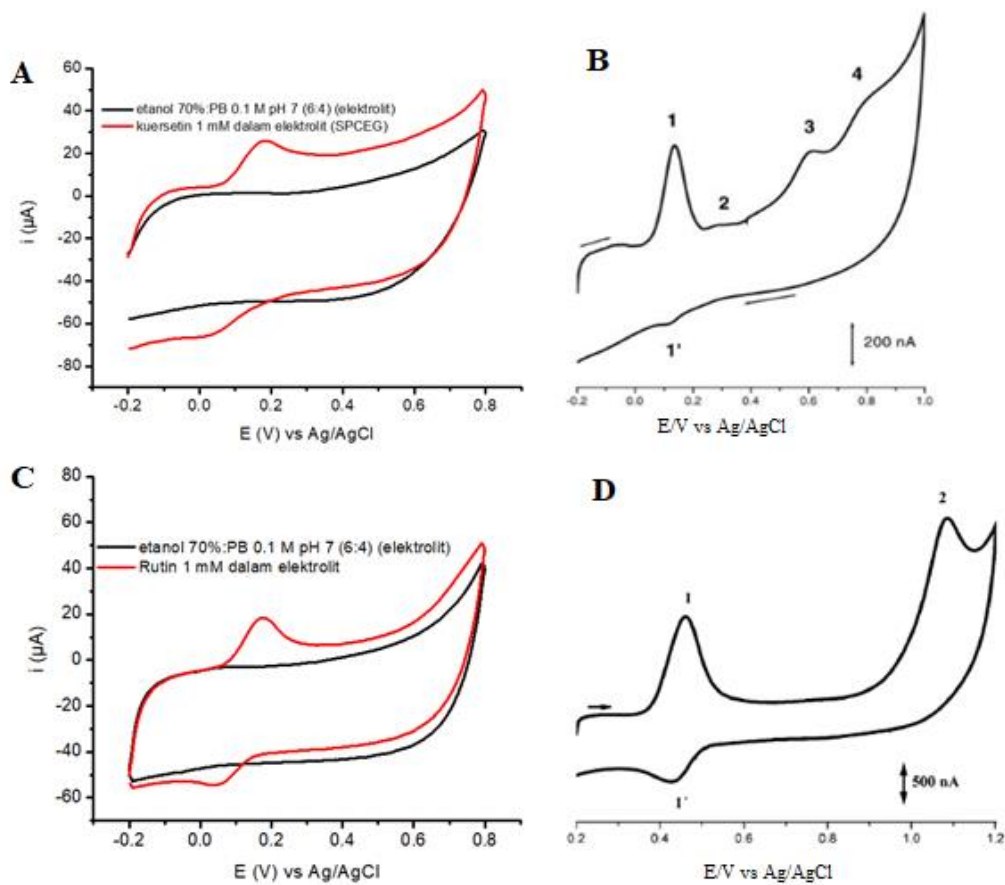 A
60
40
20
0
-20
-40
-60
-80
i (µA)
etanol 70%:PB 0.1 M pH 7 (6:4) (elektrolit)
kuersetin 1 mM dalam elektrolit (SPCEG)
-0.2 0.0 0.2 0.4 0.6 0.8
E (V) vs Ag/AgCl
B
1
2
3
4
1'
200 nA
-0.2 0.0 0.2 0.4 0.6 0.8 1.0
E/V vs Ag/AgCl
C
80
60
40
20
0
-20
-40
-60
i (µA)
etanol 70%:PB 0.1 M pH 7 (6:4) (elektrolit)
Rutin 1 mM dalam elektrolit
-0.2 0.0 0.2 0.4 0.6 0.8
E (V) vs Ag/AgCl
D
1
2
1'
500 nA
0.2 0.4 0.6 0.8 1.0 1.2
E/V vs Ag/AgCl